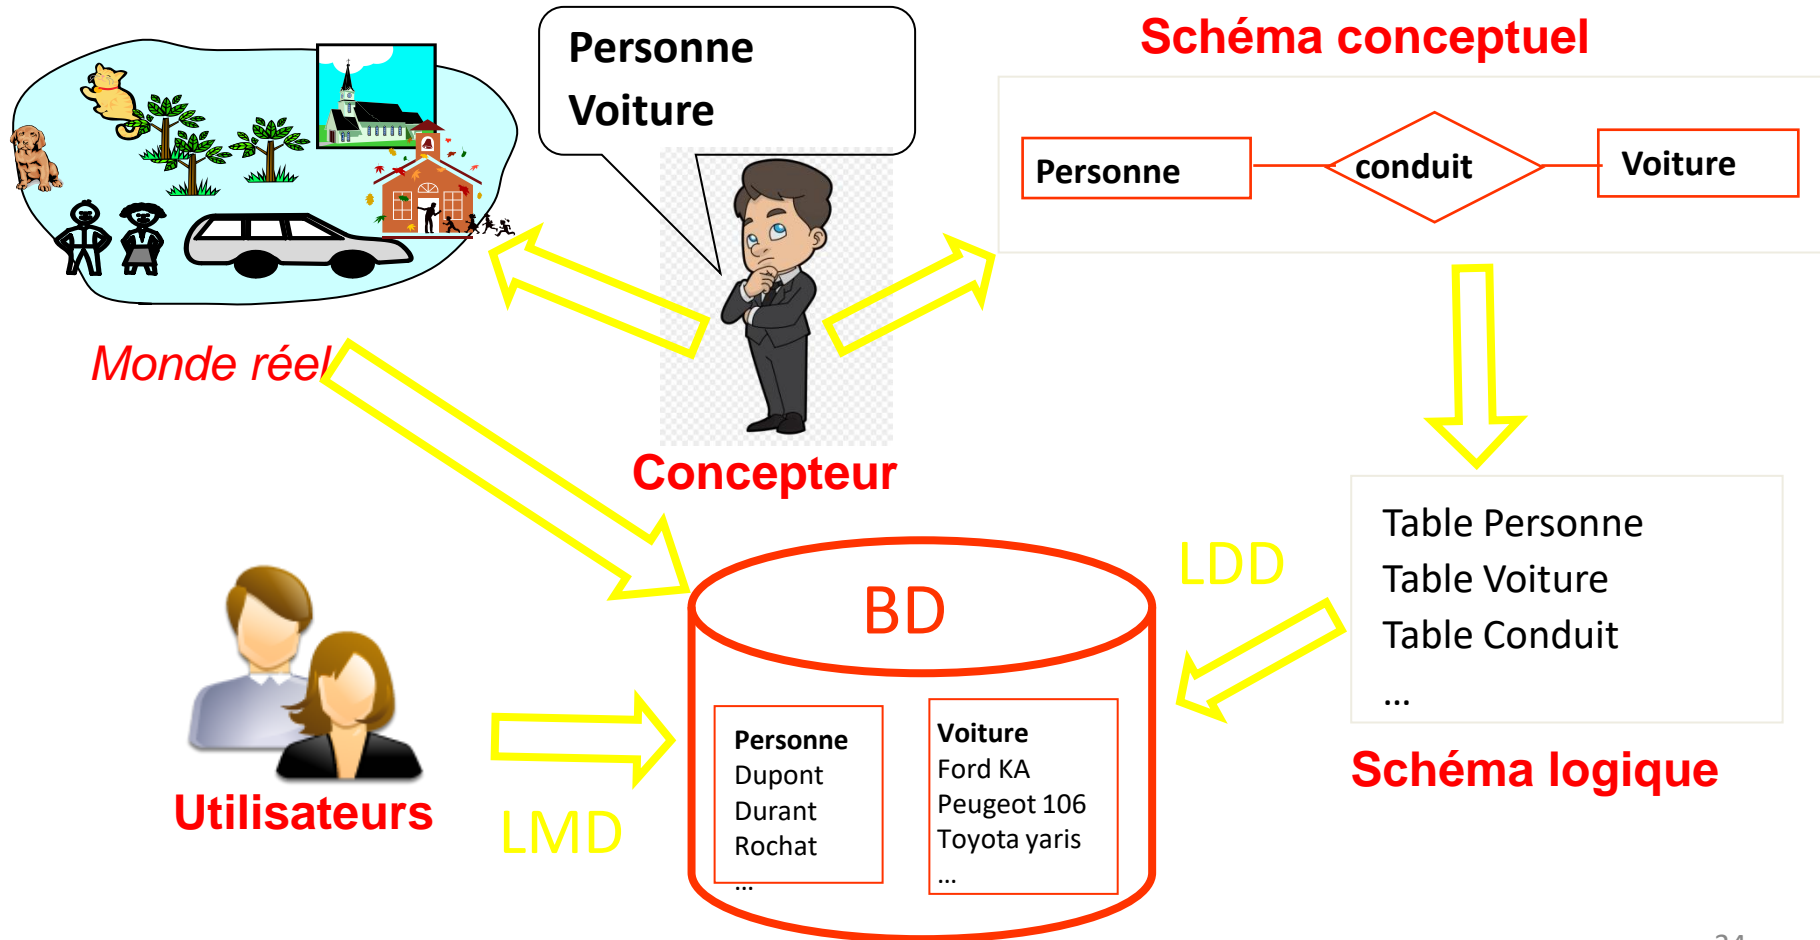 Personne
Voiture
Schéma conceptuel
Personne
conduit
Voiture
Monde réel
Concepteur
Table Personne
Table Voiture
Table Conduit
...
Schéma logique
LDD
BD
Personne
Dupont
Durant
Rochat
...
Voiture
Ford KA
Peugeot 106
Toyota yaris
...
Utilisateurs
LMD